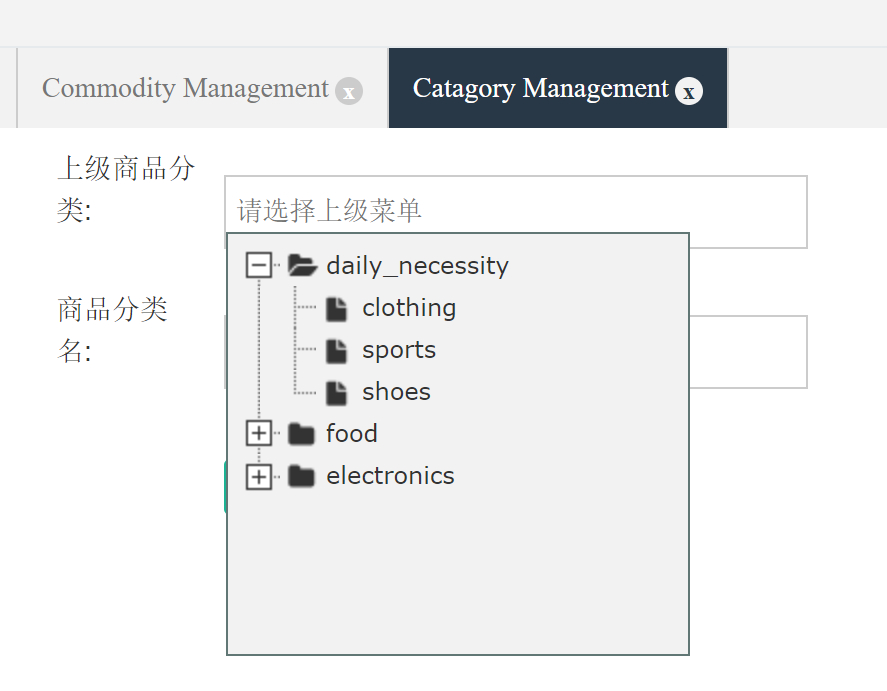 Commodity Management x
Catagory Management x
上级商品分
类:
请选择上级菜单
daily_necessity
clothing
sports
shoes
food
electronics
商品分类
名: